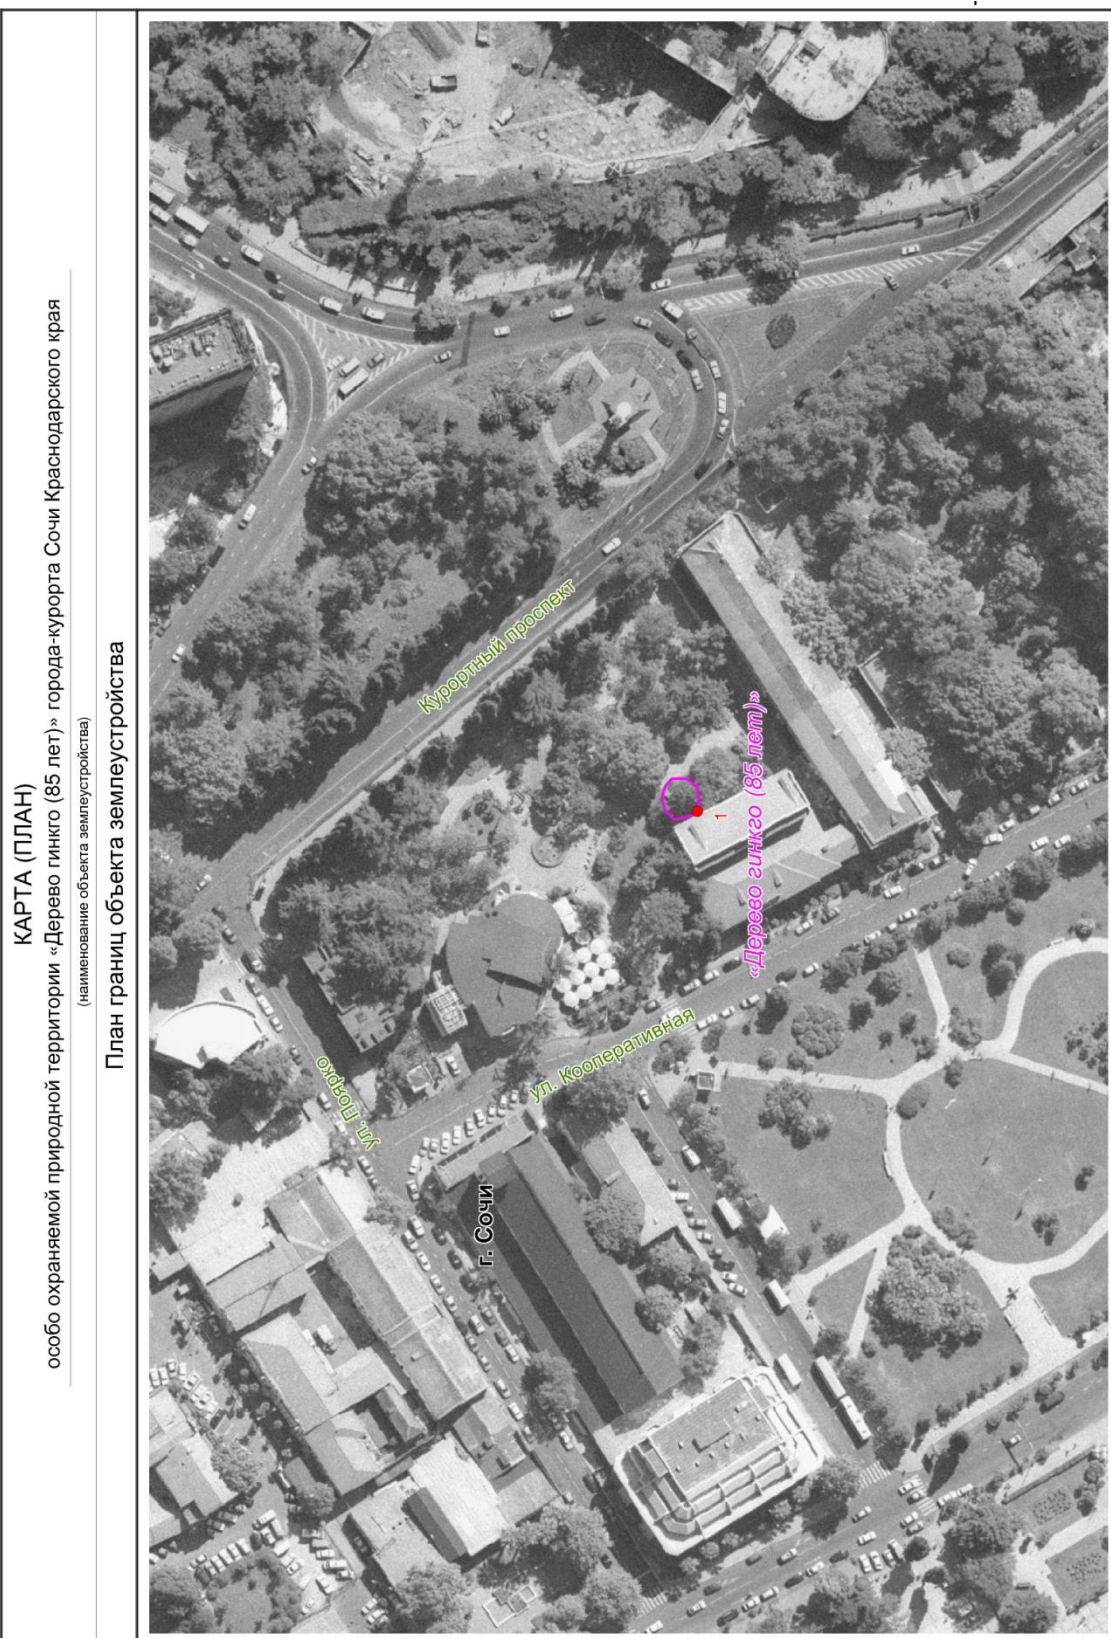 КАРТА (ПЛАН)
особо охраняемой природной территории «Дерево гинкго (85 лет)» города-курорта Сочи Краснодарского края
(наименование объекта землеустройства)
План границ объекта землеустройства
Курортный проспект
«Дерево гинкго (85 лет)»
1
ул. Кооперативная
ул. Поярко
г. Сочи